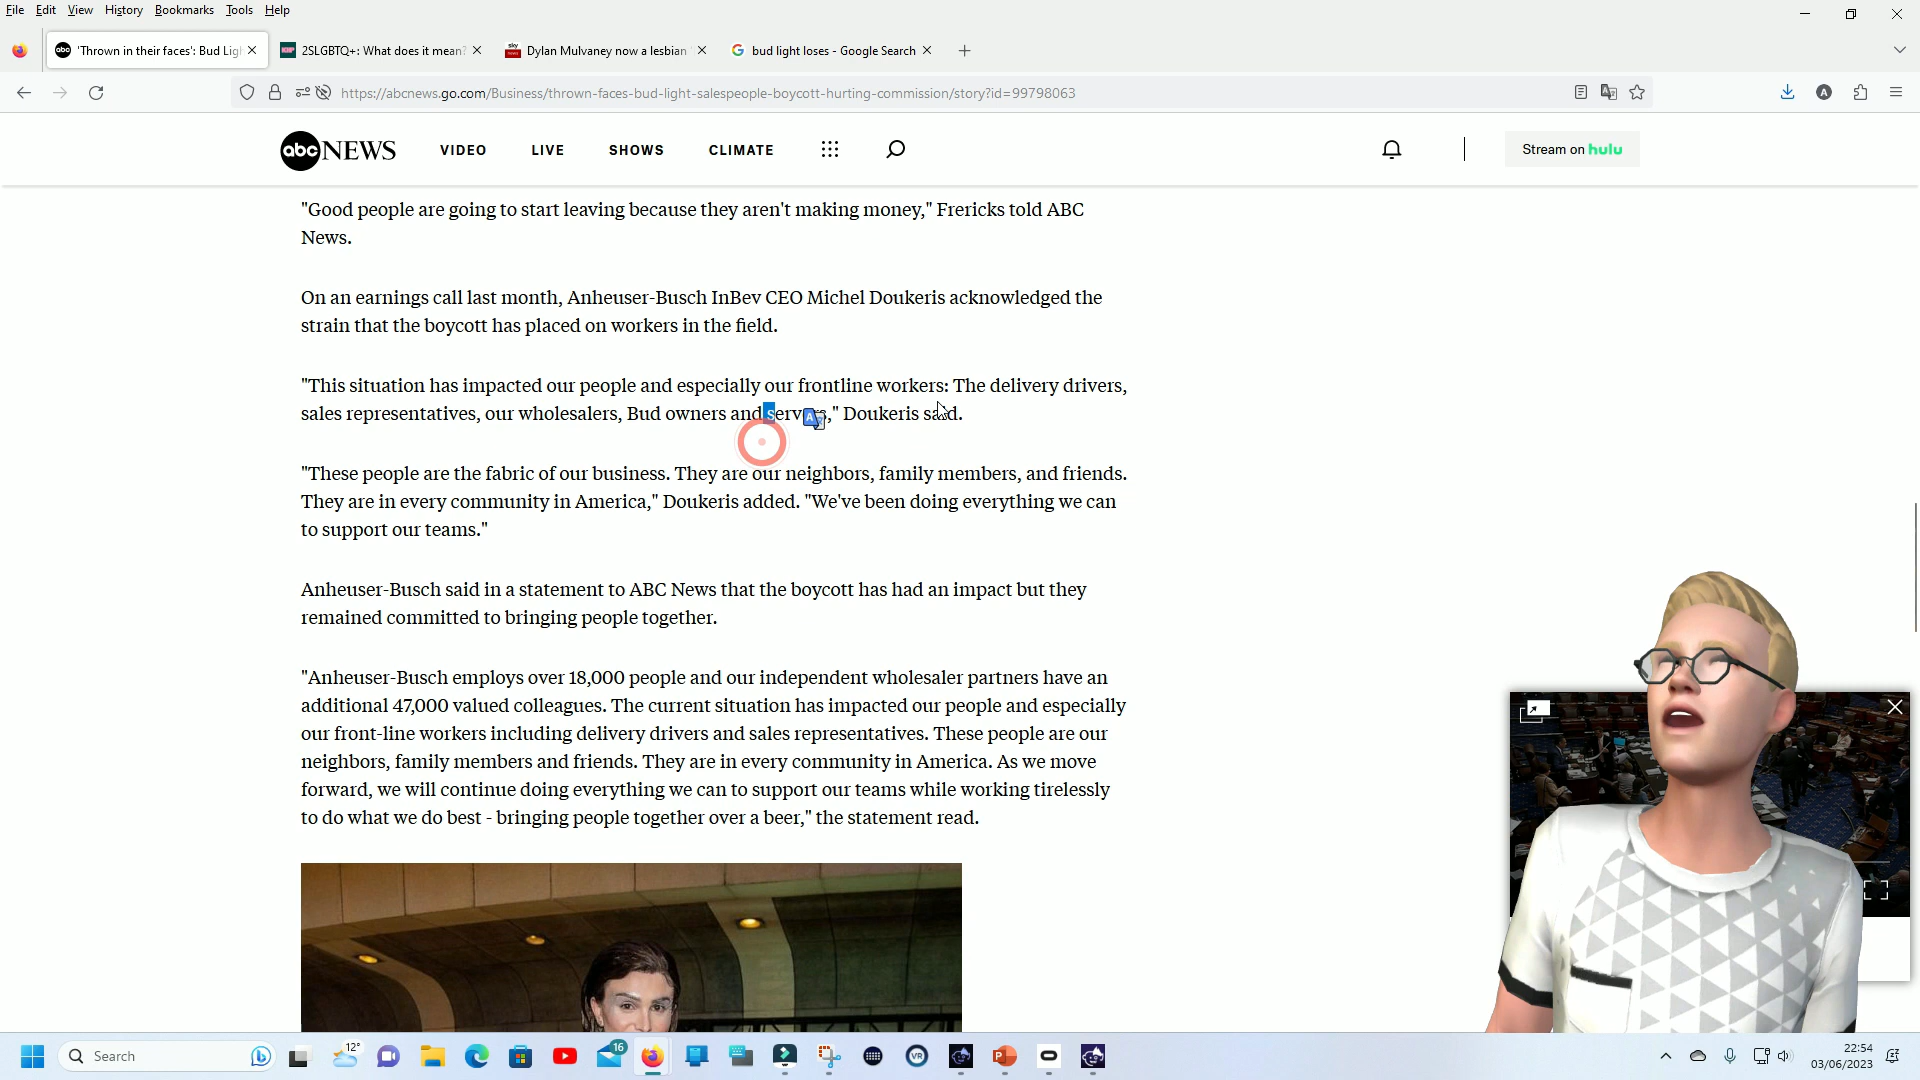 File Edit View History Bookmarks Tools Help
'Thrown in their faces': Bud Ligh
2SLGBTQ+: What does it mean?
Dylan Mulvaney now a lesbian
bud light loses - Google Search
https://abcnews.go.com/Business/thrown-faces-bud-light-salespeople-boycott-hurting-commission/story?id=99798063
abc NEWS VIDEO LIVE SHOWS CLIMATE Stream on hulu
"Good people are going to start leaving because they aren't making money," Frericks told ABC
News.
On an earnings call last month, Anheuser-Busch InBev CEO Michel Doukeris acknowledged the
strain that the boycott has placed on workers in the field.
"This situation has impacted our people and especially our frontline workers: The delivery drivers,
sales representatives, our wholesalers, Bud owners and servers," Doukeris said.
"These people are the fabric of our business. They are our neighbors, family members, and friends.
They are in every community in America," Doukeris added. "We've been doing everything we can
to support our teams."
Anheuser-Busch said in a statement to ABC News that the boycott has had an impact but they
remained committed to bringing people together.
"Anheuser-Busch employs over 18,000 people and our independent wholesaler partners have an
additional 47,000 valued colleagues. The current situation has impacted our people and especially
our front-line workers including delivery drivers and sales representatives. These people are our
neighbors, family members and friends. They are in every community in America. As we move
forward, we will continue doing everything we can to support our teams while working tirelessly
to do what we do best - bringing people together over a beer," the statement read.
Search
12°
16
22:54
03/06/2023